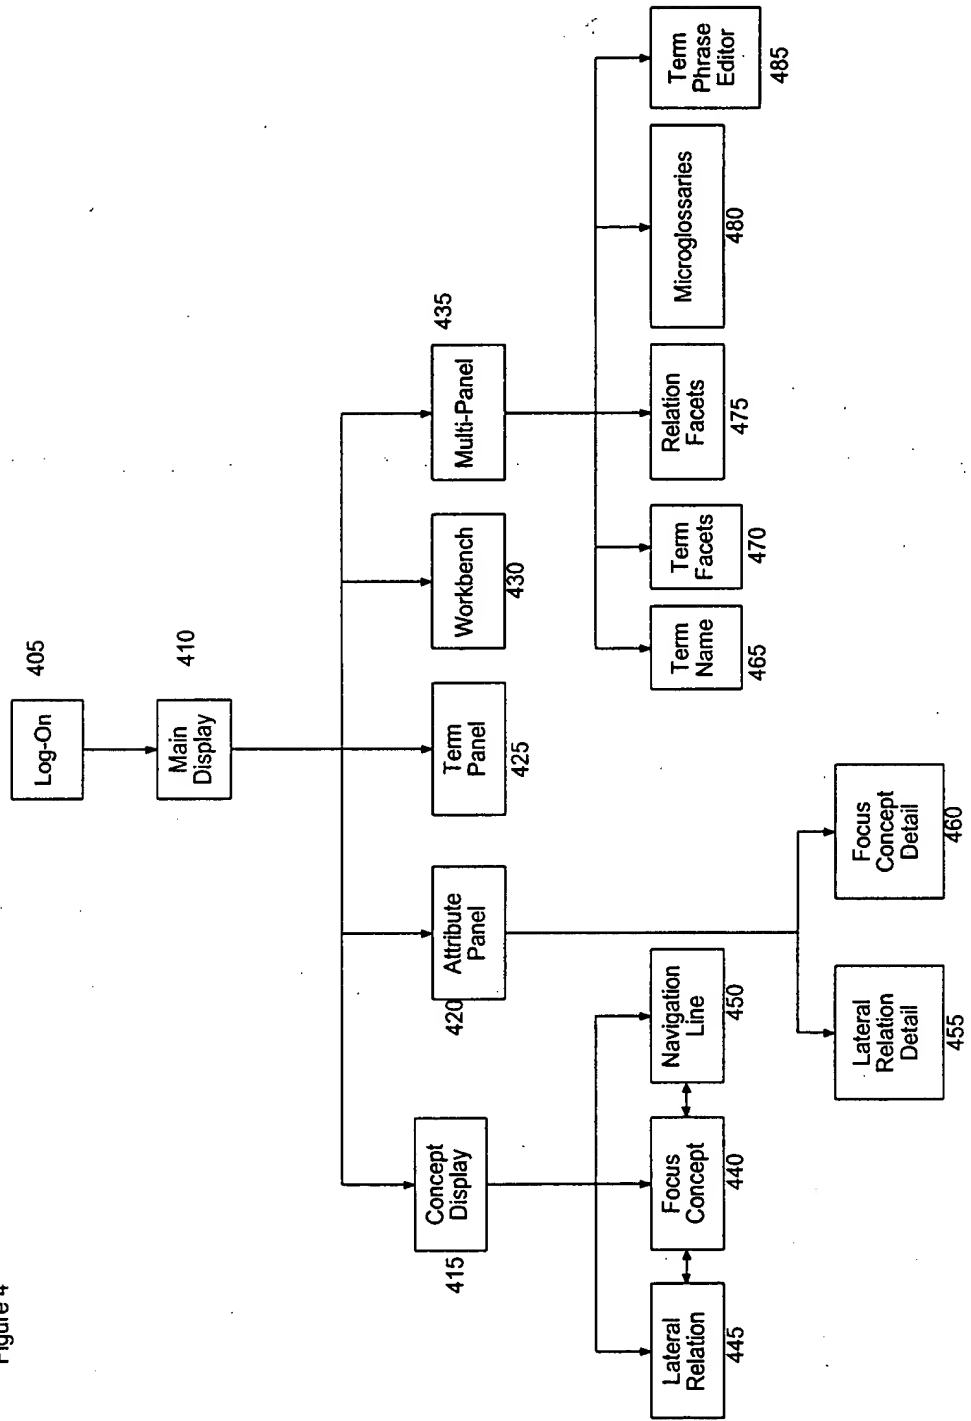 Figure 4
Log-On
405
Main
Display
410
Concept
Display
415
Attribute
Panel
420
Term
Panel
425
Workbench
430
Multi-Panel
435
Lateral
Relation
445
Focus
Concept
440
Navigation
Line
450
Lateral
Relation
Detail
455
Focus
Concept
Detail
460
Term
Name
465
Term
Facets
470
Relation
Facets
475
Microglossaries
480
Term
Phrase
Editor
485